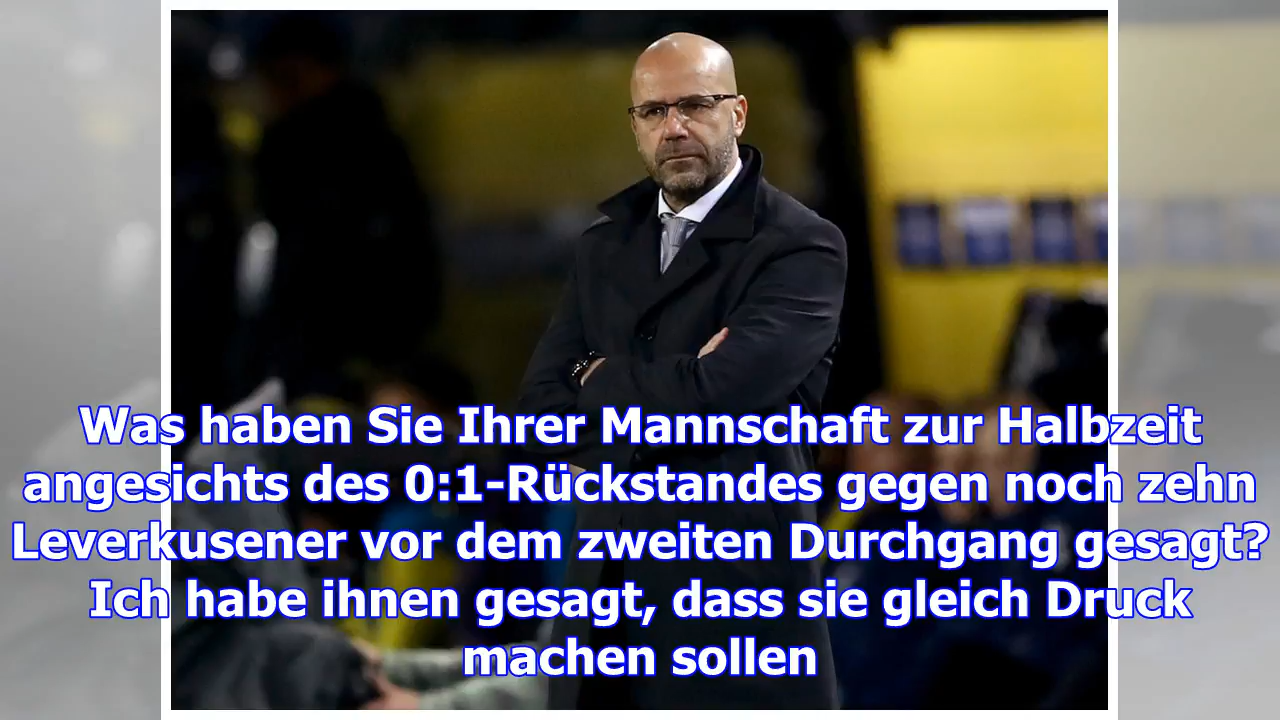 Was haben Sie Ihrer Mannschaft zur Halbzeit
angesichts des 0:1-Rückstandes gegen noch zehn
Leverkusener vor dem zweiten Durchgang gesagt?
Ich habe ihnen gesagt, dass sie gleich Druck
machen sollen